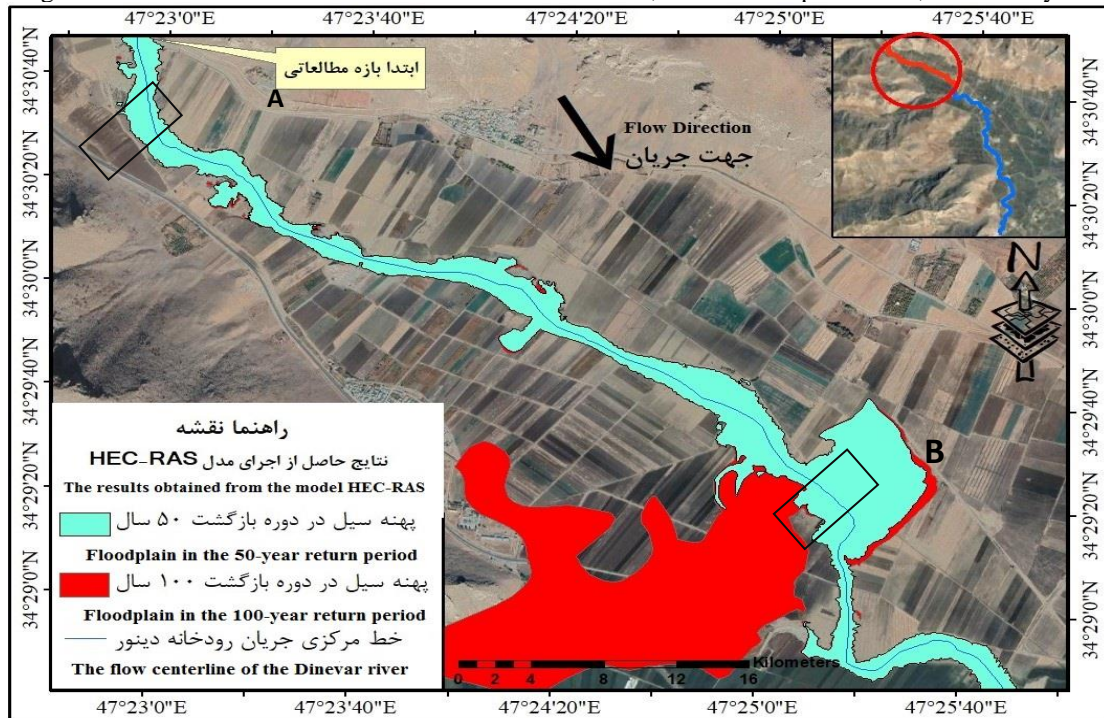 47°23'0"E 47°23'40"E 47°24'20"E 47°25'0"E 47°25'40"E
34°30'40"N
34°30'20"N
34°30'0"N
34°29'40"N
34°29'20"N
34°29'0"N
ابتدا بازه مطالعاتی
A
Flow Direction
جهت جریان
N
B
34°30'40"N
34°30'20"N
34°30'0"N
34°29'40"N
34°29'20"N
34°29'0"N
راهنما نقشه
نتایج حاصل از اجرای مدل HEC-RAS
The results obtained from the model HEC-RAS
پهنه سیل در دوره بازگشت ۵۰ سال
Floodplain in the 50-year return period
پهنه سیل در دوره بازگشت ۱۰۰ سال
Floodplain in the 100-year return period
خط مرکزی جریان رودخانه دینور
The flow centerline of the Dinevar river
Kilometers
0 2 4 8 12 16
47°23'0"E 47°23'40"E 47°24'20"E 47°25'0"E 47°25'40"E